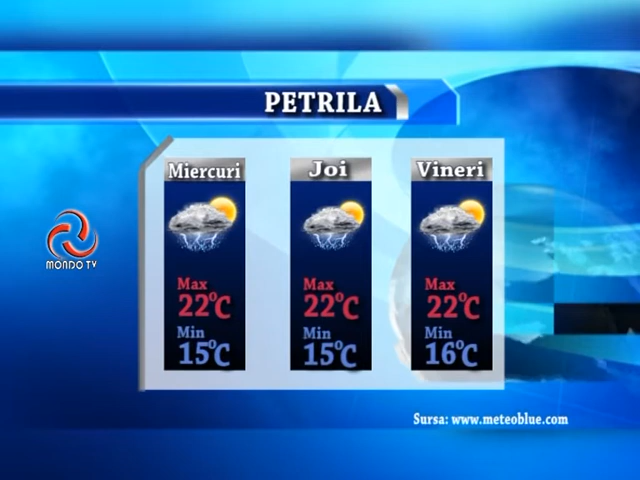 PETRILA
Miercuri
Joi
Vineri
Max
22°C
Min
15°C
Max
22°C
Min
15°C
Max
22°C
Min
16°C
MONDO TV
Sursa: www.meteoblue.com